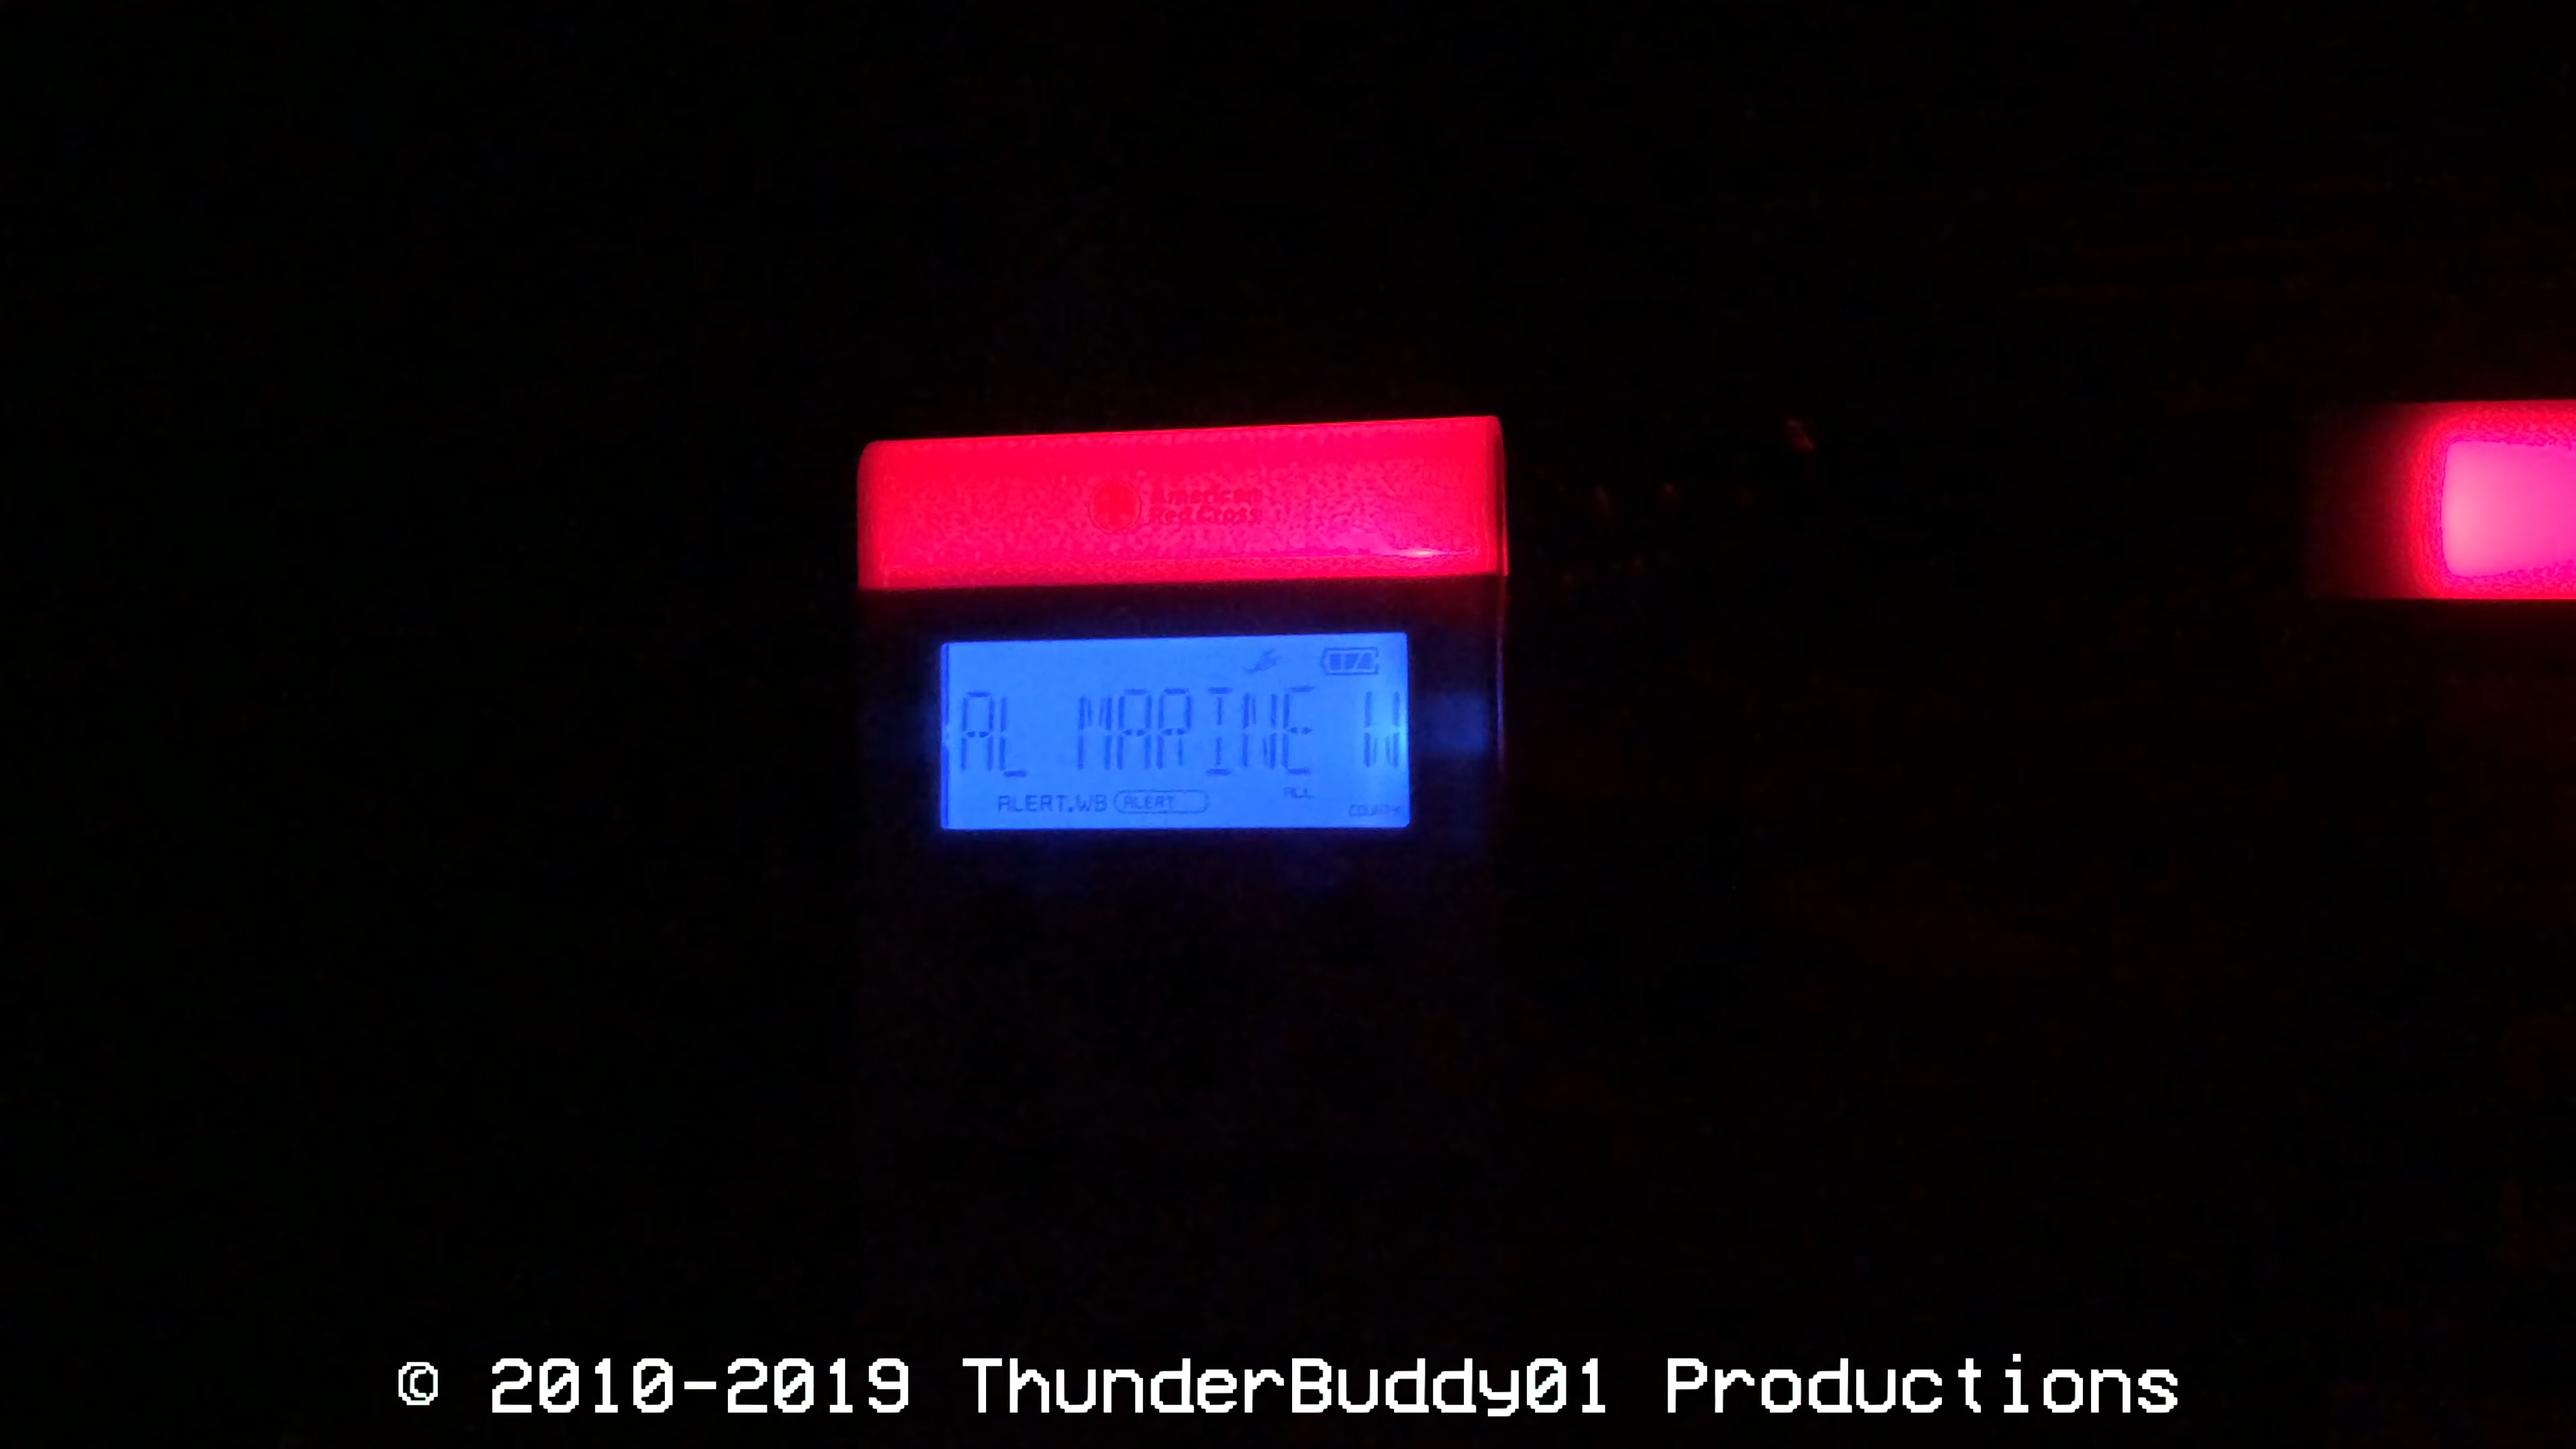 American
Red Cross
AL MARINE W
ALERT.WB ALERT
ALL
COUNTY
© 2010-2019 ThunderBuddy01 Productions